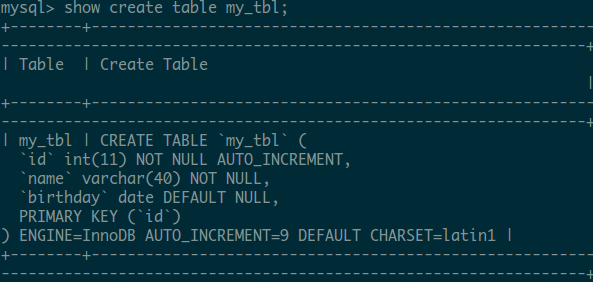 mysql> show create table my_tbl;
+--------+--------------------------------------------------------------
-------------------------------------------------------------------------+
| Table  | Create Table
|
+--------+--------------------------------------------------------------
-------------------------------------------------------------------------+
| my_tbl | CREATE TABLE `my_tbl` (
  `id` int(11) NOT NULL AUTO_INCREMENT,
  `name` varchar(40) NOT NULL,
  `birthday` date DEFAULT NULL,
  PRIMARY KEY (`id`)
) ENGINE=InnoDB AUTO_INCREMENT=9 DEFAULT CHARSET=latin1 |
+--------+--------------------------------------------------------------
-------------------------------------------------------------------------+